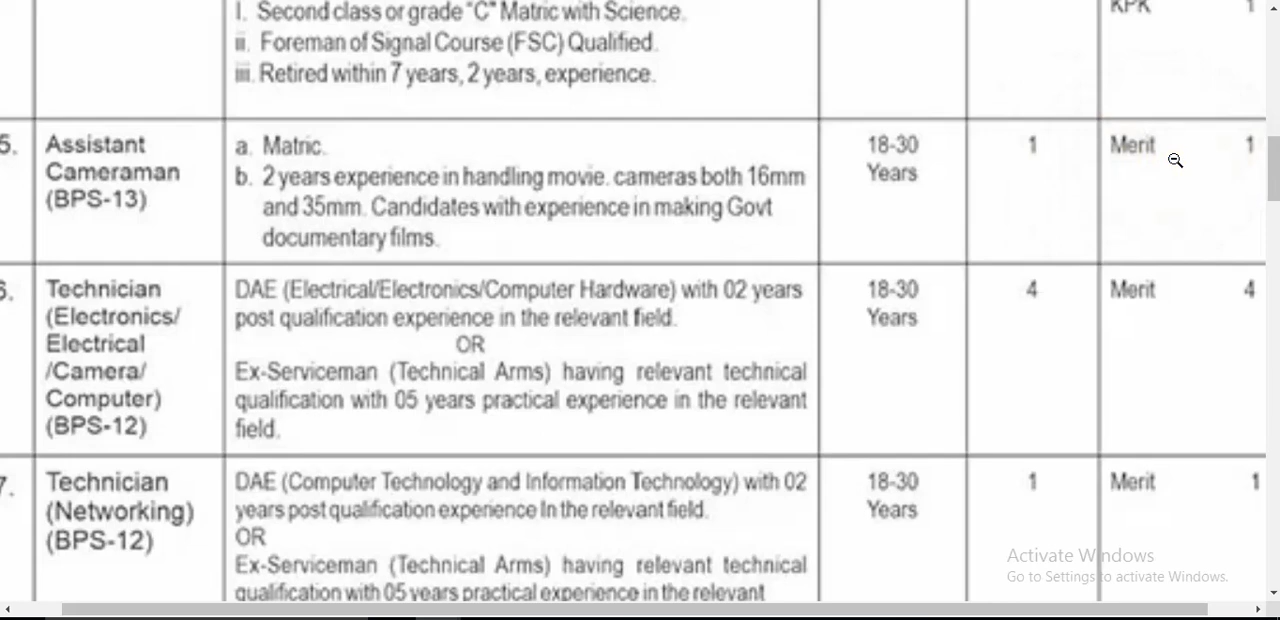 I. Second class or grade "C" Matric with Science.
KPK 1
ii. Foreman of Signal Course (FSC) Qualified.
iii. Retired within 7 years, 2 years, experience.
5. Assistant Cameraman (BPS-13)
a. Matric.
b. 2 years experience in handling movie. cameras both 16mm
and 35mm. Candidates with experience in making Govt
documentary films.
18-30
Years
1
Merit 1
6. Technician
(Electronics/
Electrical
/Camera/
Computer)
(BPS-12)
DAE (Electrical/Electronics/Computer Hardware) with 02 years
post qualification experience in the relevant field.
OR
Ex-Serviceman (Technical Arms) having relevant technical
qualification with 05 years practical experience in the relevant
field.
18-30
Years
4
Merit 4
7. Technician
(Networking)
(BPS-12)
DAE (Computer Technology and Information Technology) with 02
years post qualification experience In the relevant field.
OR
Ex-Serviceman (Technical Arms) having relevant technical
qualification with 05 years practical experience in the relevant
18-30
Years
1
Merit 1
Activate Windows
Go to Settings to activate Windows.